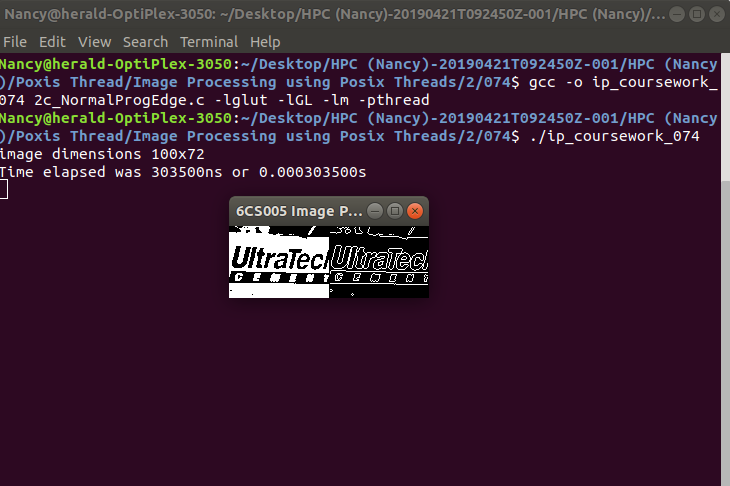 Nancy@herald-OptiPlex-3050: ~/Desktop/HPC (Nancy)-20190421T092450Z-001/HPC (Nancy)/...
File Edit View Search Terminal Help
Nancy@herald-OptiPlex-3050:~/Desktop/HPC (Nancy)-20190421T092450Z-001/HPC (Nancy
)/Poxis Thread/Image Processing using Posix Threads/2/074$ gcc -o ip_coursework_
074 2c_NormalProgEdge.c -lglut -lGL -lm -pthread
Nancy@herald-OptiPlex-3050:~/Desktop/HPC (Nancy)-20190421T092450Z-001/HPC (Nancy
)/Poxis Thread/Image Processing using Posix Threads/2/074$ ./ip_coursework_074
image dimensions 100x72
Time elapsed was 303500ns or 0.000303500s
6CS005 Image P...
UltraTech UltraTech
CEMENT CEMENT